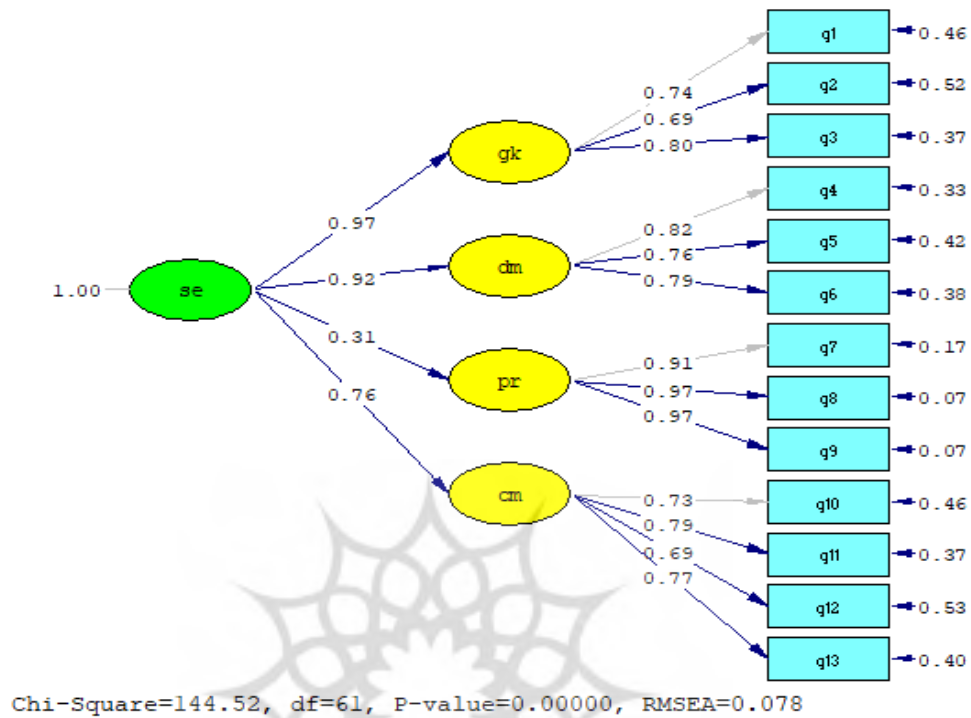 q1 0.46
0.74
q2 0.52
0.69
q3 0.37
0.80
gk
q4 0.33
0.97
0.82
q5 0.42
0.76
dm
0.92
0.79
q6 0.38
1.00 se
0.31
q7 0.17
0.91
pr
0.97
q8 0.07
0.76
0.97
q9 0.07
cm
0.73
q10 0.46
0.79
q11 0.37
0.69
0.77
q12 0.53
q13 0.40
Chi-Square=144.52, df=61, P-value=0.00000, RMSEA=0.078